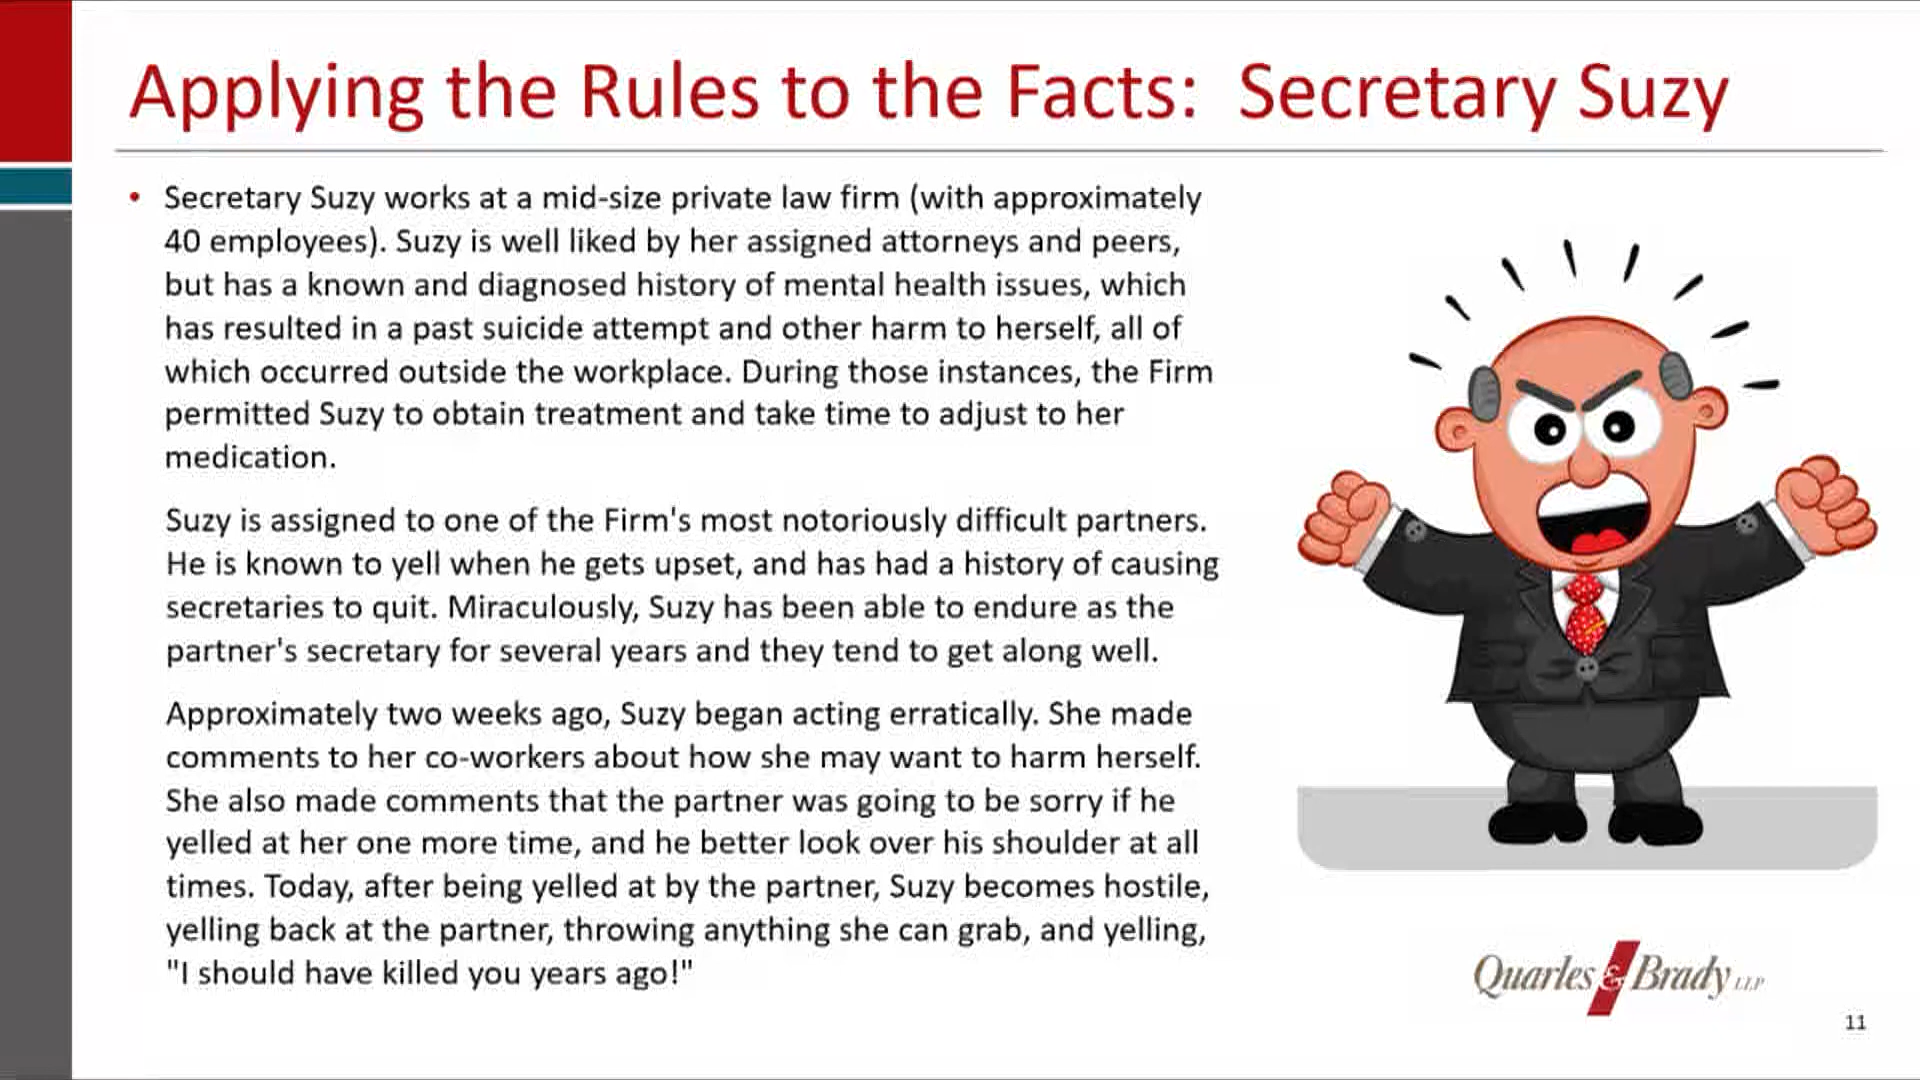 Applying the Rules to the Facts: Secretary Suzy
• Secretary Suzy works at a mid-size private law firm (with approximately
40 employees). Suzy is well liked by her assigned attorneys and peers,
but has a known and diagnosed history of mental health issues, which
has resulted in a past suicide attempt and other harm to herself, all of
which occurred outside the workplace. During those instances, the Firm
permitted Suzy to obtain treatment and take time to adjust to her
medication.
Suzy is assigned to one of the Firm's most notoriously difficult partners.
He is known to yell when he gets upset, and has had a history of causing
secretaries to quit. Miraculously, Suzy has been able to endure as the
partner's secretary for several years and they tend to get along well.
Approximately two weeks ago, Suzy began acting erratically. She made
comments to her co-workers about how she may want to harm herself.
She also made comments that the partner was going to be sorry if he
yelled at her one more time, and he better look over his shoulder at all
times. Today, after being yelled at by the partner, Suzy becomes hostile,
yelling back at the partner, throwing anything she can grab, and yelling,
"I should have killed you years ago!"
Quarles & Brady LLP
11